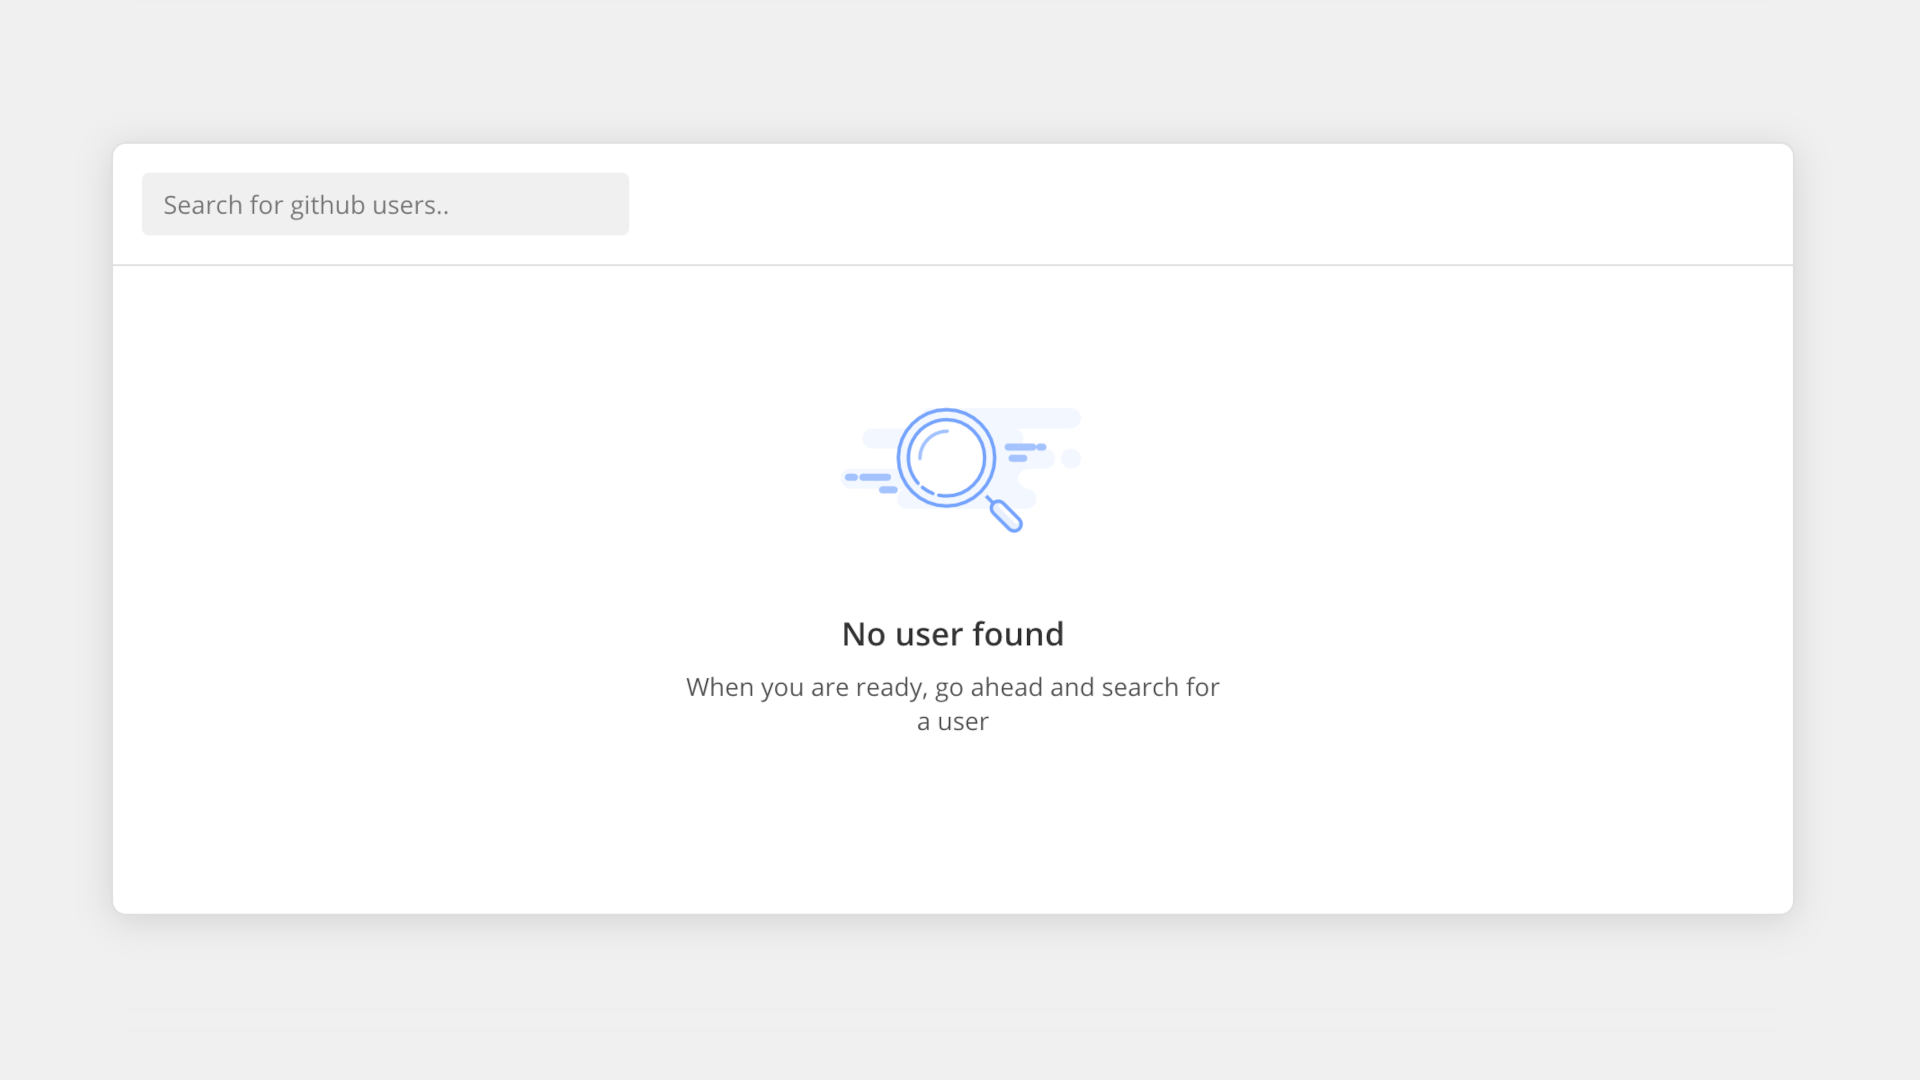 Search for github users..
No user found
When you are ready, go ahead and search for
a user